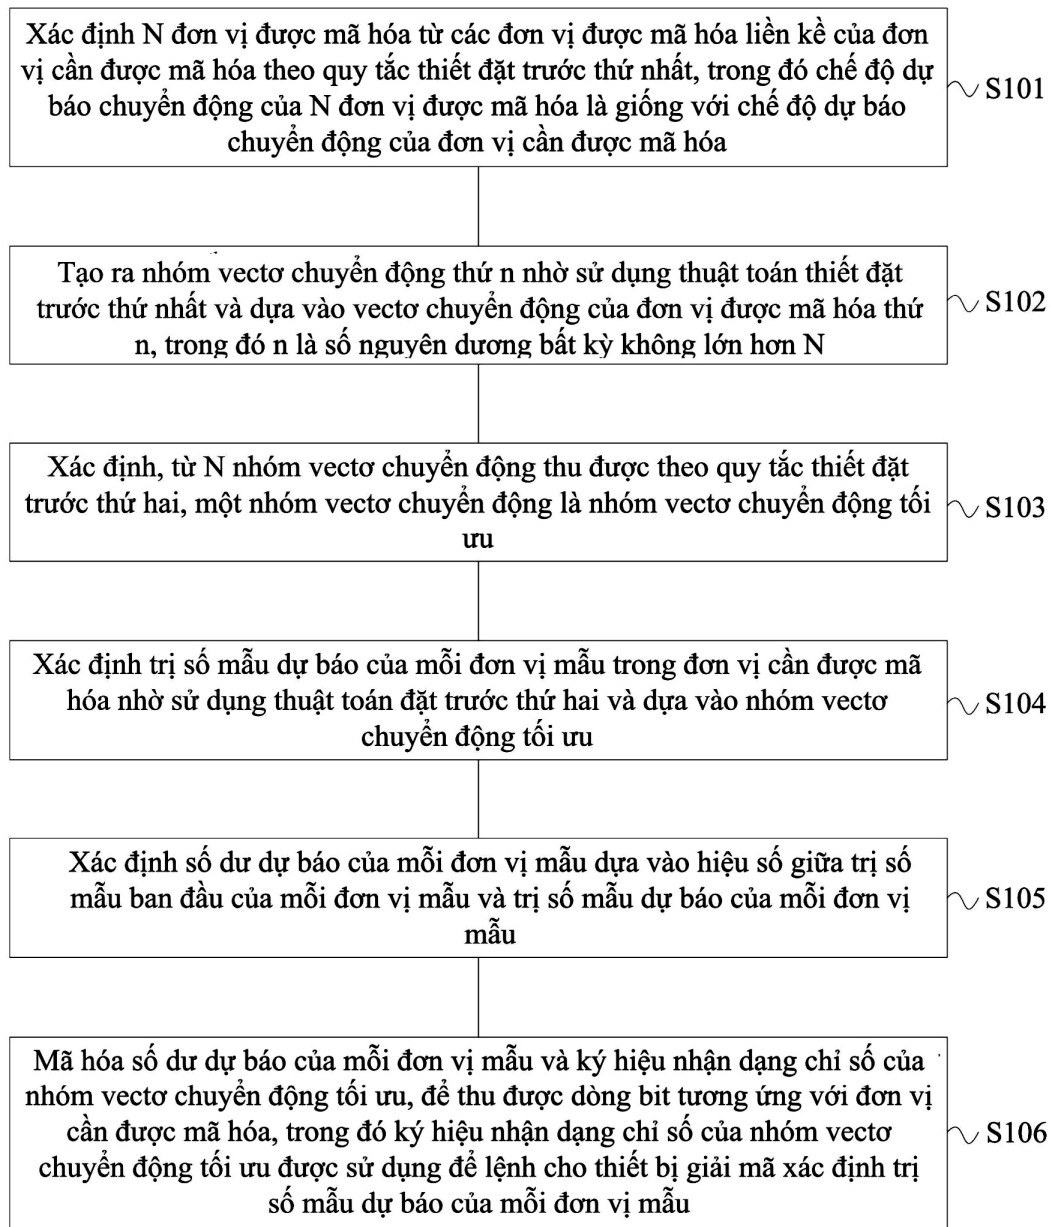 Xác định N đơn vị được mã hóa từ các đơn vị được mã hóa liền kề của đơn
vị cần được mã hóa theo quy tắc thiết đặt trước thứ nhất, trong đó chế độ dự
báo chuyển động của N đơn vị được mã hóa là giống với chế độ dự báo
chuyển động của đơn vị cần được mã hóa
S101
Tạo ra nhóm vectơ chuyển động thứ n nhờ sử dụng thuật toán thiết đặt
trước thứ nhất và dựa vào vectơ chuyển động của đơn vị được mã hóa thứ
n, trong đó n là số nguyên dương bất kỳ không lớn hơn N
S102
Xác định, từ N nhóm vectơ chuyển động thu được theo quy tắc thiết đặt
trước thứ hai, một nhóm vectơ chuyển động là nhóm vectơ chuyển động tối
ưu
S103
Xác định trị số mẫu dự báo của mỗi đơn vị mẫu trong đơn vị cần được mã
hóa nhờ sử dụng thuật toán đặt trước thứ hai và dựa vào nhóm vectơ
chuyển động tối ưu
S104
Xác định số dư dự báo của mỗi đơn vị mẫu dựa vào hiệu số giữa trị số
mẫu ban đầu của mỗi đơn vị mẫu và trị số mẫu dự báo của mỗi đơn vị
mẫu
S105
Mã hóa số dư dự báo của mỗi đơn vị mẫu và ký hiệu nhận dạng chỉ số của
nhóm vectơ chuyển động tối ưu, để thu được dòng bit tương ứng với đơn vị
cần được mã hóa, trong đó ký hiệu nhận dạng chỉ số của nhóm vectơ
chuyển động tối ưu được sử dụng để lệnh cho thiết bị giải mã xác định trị
số mẫu dự báo của mỗi đơn vị mẫu
S106